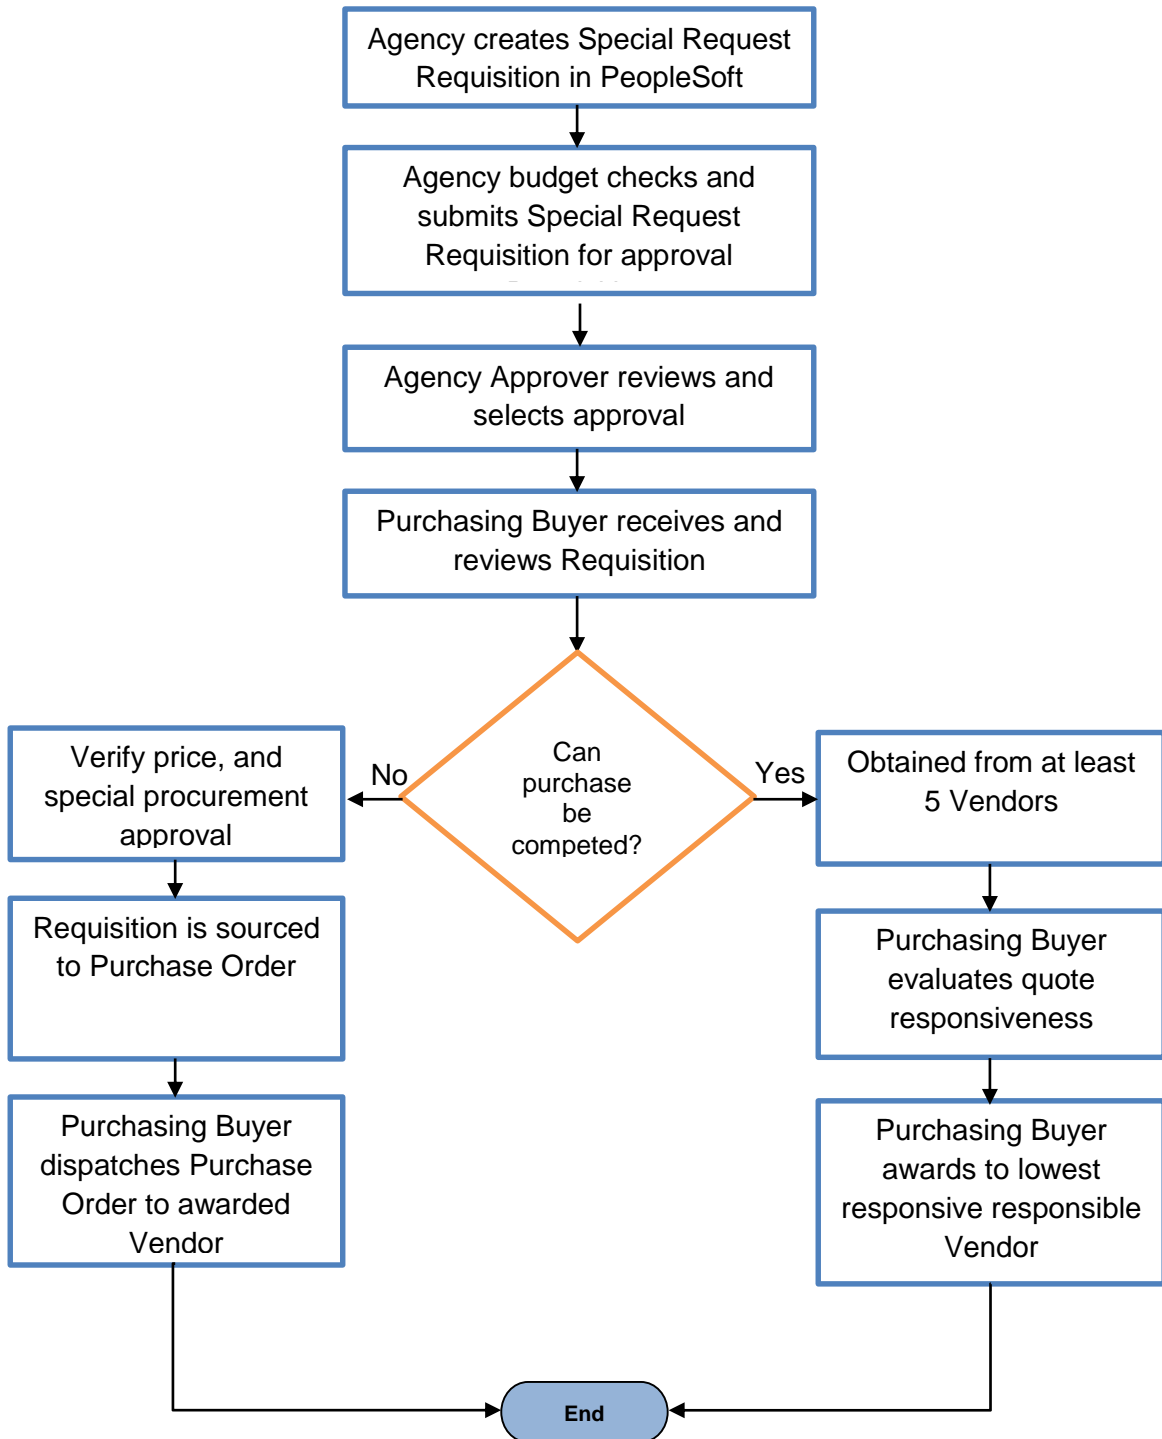 Agency creates Special Request
Requisition in PeopleSoft
Agency budget checks and
submits Special Request
Requisition for approval
Agency Approver reviews and
selects approval
Purchasing Buyer receives and
reviews Requisition
Can
purchase
be
competed?
No
Yes
Verify price, and
special procurement
approval
Requisition is sourced
to Purchase Order
Purchasing Buyer
dispatches Purchase
Order to awarded
Vendor
Obtained from at least
5 Vendors
Purchasing Buyer
evaluates quote
responsiveness
Purchasing Buyer
awards to lowest
responsive responsible
Vendor
End